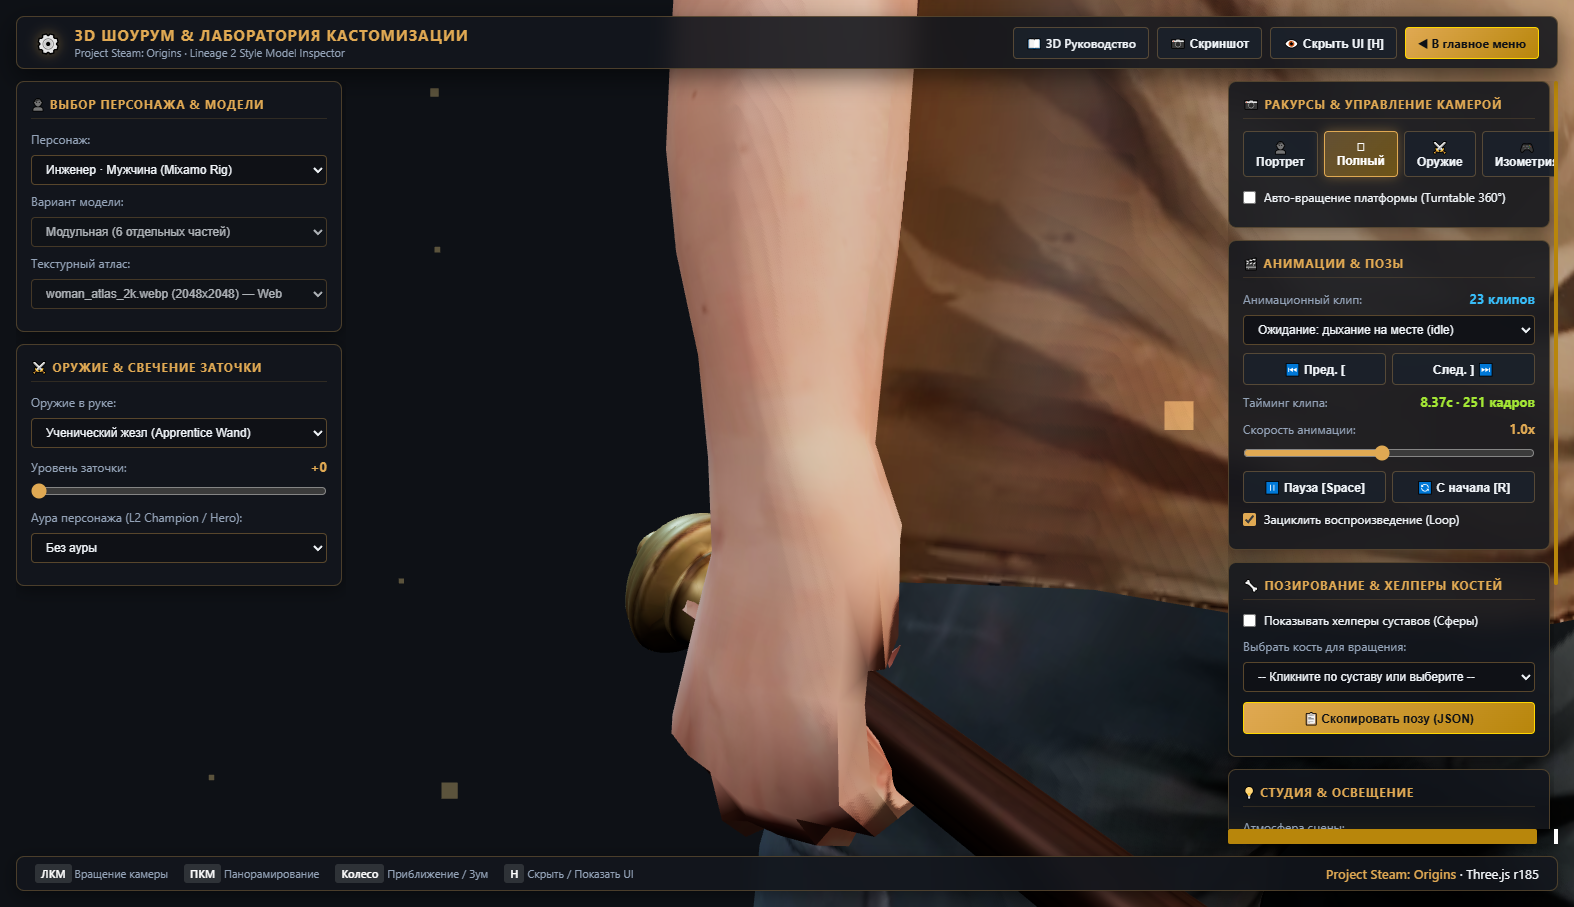 3D ШОУРУМ & ЛАБОРАТОРИЯ КАСТОМИЗАЦИИ
Project Steam: Origins · Lineage 2 Style Model Inspector
3D Руководство
Скриншот
Скрыть UI [H]
◀ В главное меню
ВЫБОР ПЕРСОНАЖА & МОДЕЛИ
Персонаж:
Инженер · Мужчина (Mixamo Rig)
Вариант модели:
Модульная (6 отдельных частей)
Текстурный атлас:
woman_atlas_2k.webp (2048x2048) — Web
ОРУЖИЕ & СВЕЧЕНИЕ ЗАТОЧКИ
Оружие в руке:
Ученический жезл (Apprentice Wand)
Уровень заточки: +0
Аура персонажа (L2 Champion / Hero):
Без ауры
РАКУРСЫ & УПРАВЛЕНИЕ КАМЕРОЙ
Портрет
Полный
Оружие
Изометрия
Авто-вращение платформы (Turntable 360°)
АНИМАЦИИ & ПОЗЫ
Анимационный клип: 23 клипов
Ожидание: дыхание на месте (idle)
Пред. [
След. ]
Тайминг клипа: 8.37с · 251 кадров
Скорость анимации: 1.0x
Пауза [Space]
С начала [R]
Зациклить воспроизведение (Loop)
ПОЗИРОВАНИЕ & ХЕЛПЕРЫ КОСТЕЙ
Показывать хелперы суставов (Сферы)
Выбрать кость для вращения:
-- Кликните по суставу или выберите --
Скопировать позу (JSON)
СТУДИЯ & ОСВЕЩЕНИЕ
Атмосфера сцены:
ЛКМ Вращение камеры
ПКМ Панорамирование
Колесо Приближение / Зум
H Скрыть / Показать UI
Project Steam: Origins · Three.js r185